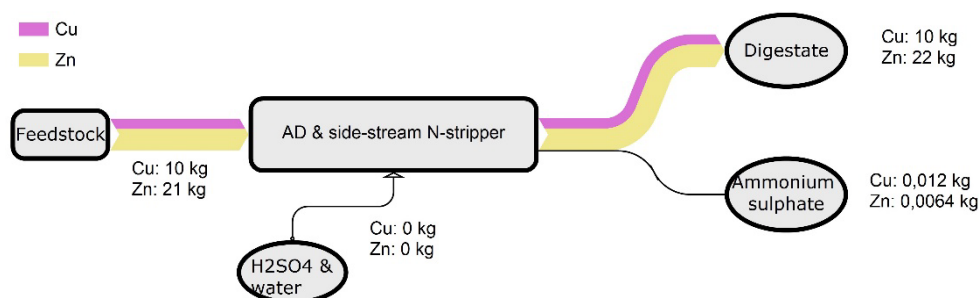 Cu
Zn
Feedstock
Cu: 10 kg
Zn: 21 kg
AD & side-stream N-stripper
H2SO4 &
water
Cu: 0 kg
Zn: 0 kg
Digestate
Cu: 10 kg
Zn: 22 kg
Ammonium
sulphate
Cu: 0,012 kg
Zn: 0,0064 kg